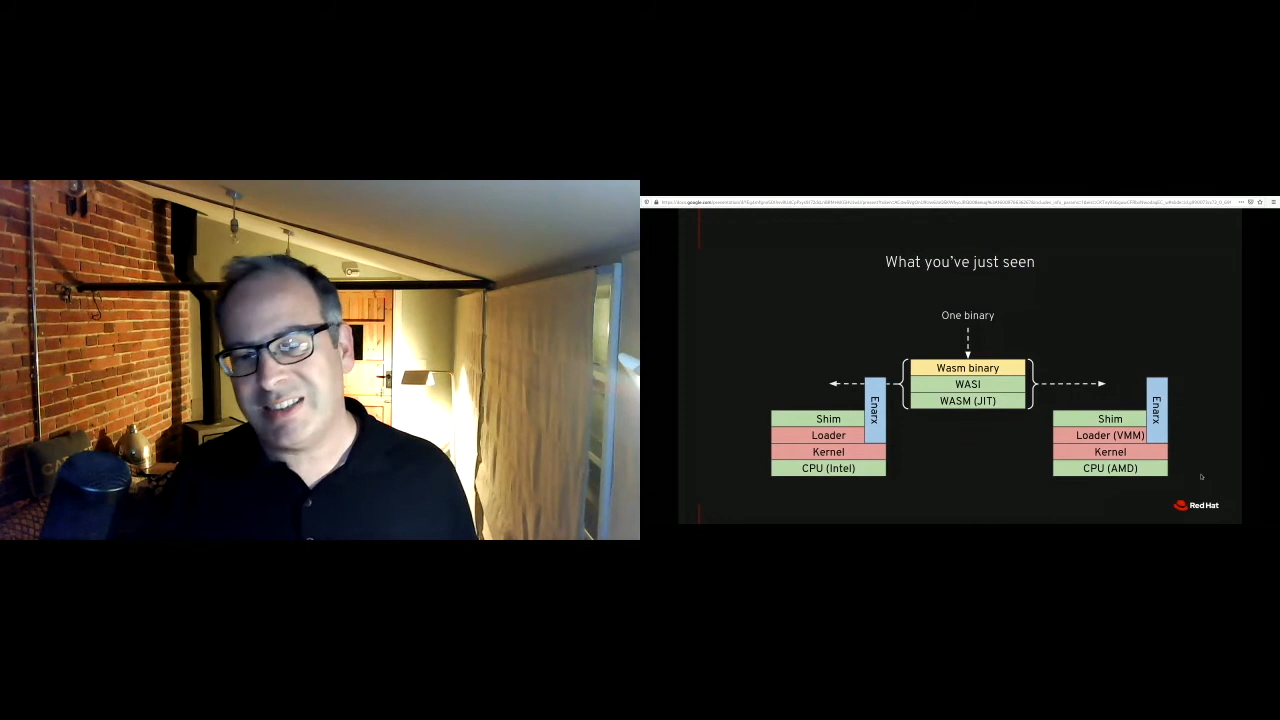 What you've just seen
One binary
Wasm binary
WASI
WASM (JIT)
Enarx
Shim
Loader
Kernel
CPU (Intel)
Enarx
Shim
Loader (VMM)
Kernel
CPU (AMD)
Red Hat